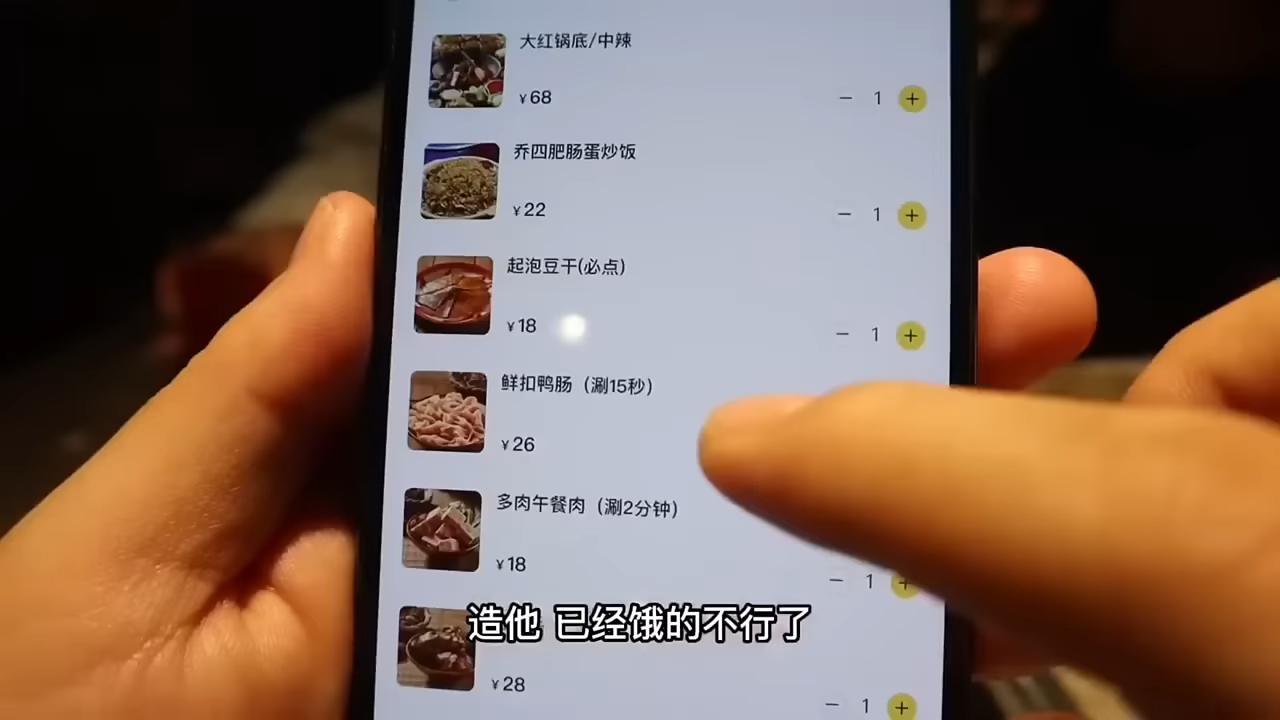 大红锅底/中辣
¥68
− 1 +
乔四肥肠蛋炒饭
¥22
− 1 +
起泡豆干(必点)
¥18
− 1 +
鲜扣鸭肠（涮15秒）
¥26
多肉午餐肉（涮2分钟）
¥18
− 1 +
造他 已经饿的不行了
¥28
− 1 +